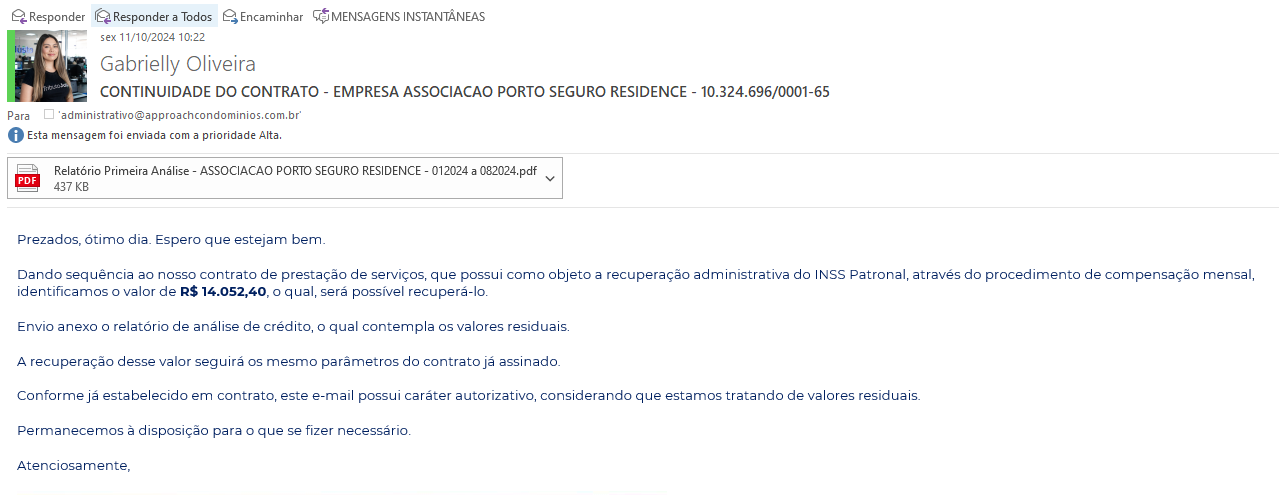 Responder Responder a Todos Encaminhar MENSAGENS INSTANTÂNEAS
sex 11/10/2024 10:22
Gabrielly Oliveira
CONTINUIDADE DO CONTRATO - EMPRESA ASSOCIACAO PORTO SEGURO RESIDENCE - 10.324.696/0001-65
Para 'administrativo@approachcondominios.com.br'
Esta mensagem foi enviada com a prioridade Alta.
PDF
Relatório Primeira Análise - ASSOCIACAO PORTO SEGURO RESIDENCE - 012024 a 082024.pdf
437 KB
Prezados, ótimo dia. Espero que estejam bem.
Dando sequência ao nosso contrato de prestação de serviços, que possui como objeto a recuperação administrativa do INSS Patronal, através do procedimento de compensação mensal,
identificamos o valor de R$ 14.052,40, o qual, será possível recuperá-lo.
Envio anexo o relatório de análise de crédito, o qual contempla os valores residuais.
A recuperação desse valor seguirá os mesmo parâmetros do contrato já assinado.
Conforme já estabelecido em contrato, este e-mail possui caráter autorizativo, considerando que estamos tratando de valores residuais.
Permanecemos à disposição para o que se fizer necessário.
Atenciosamente,